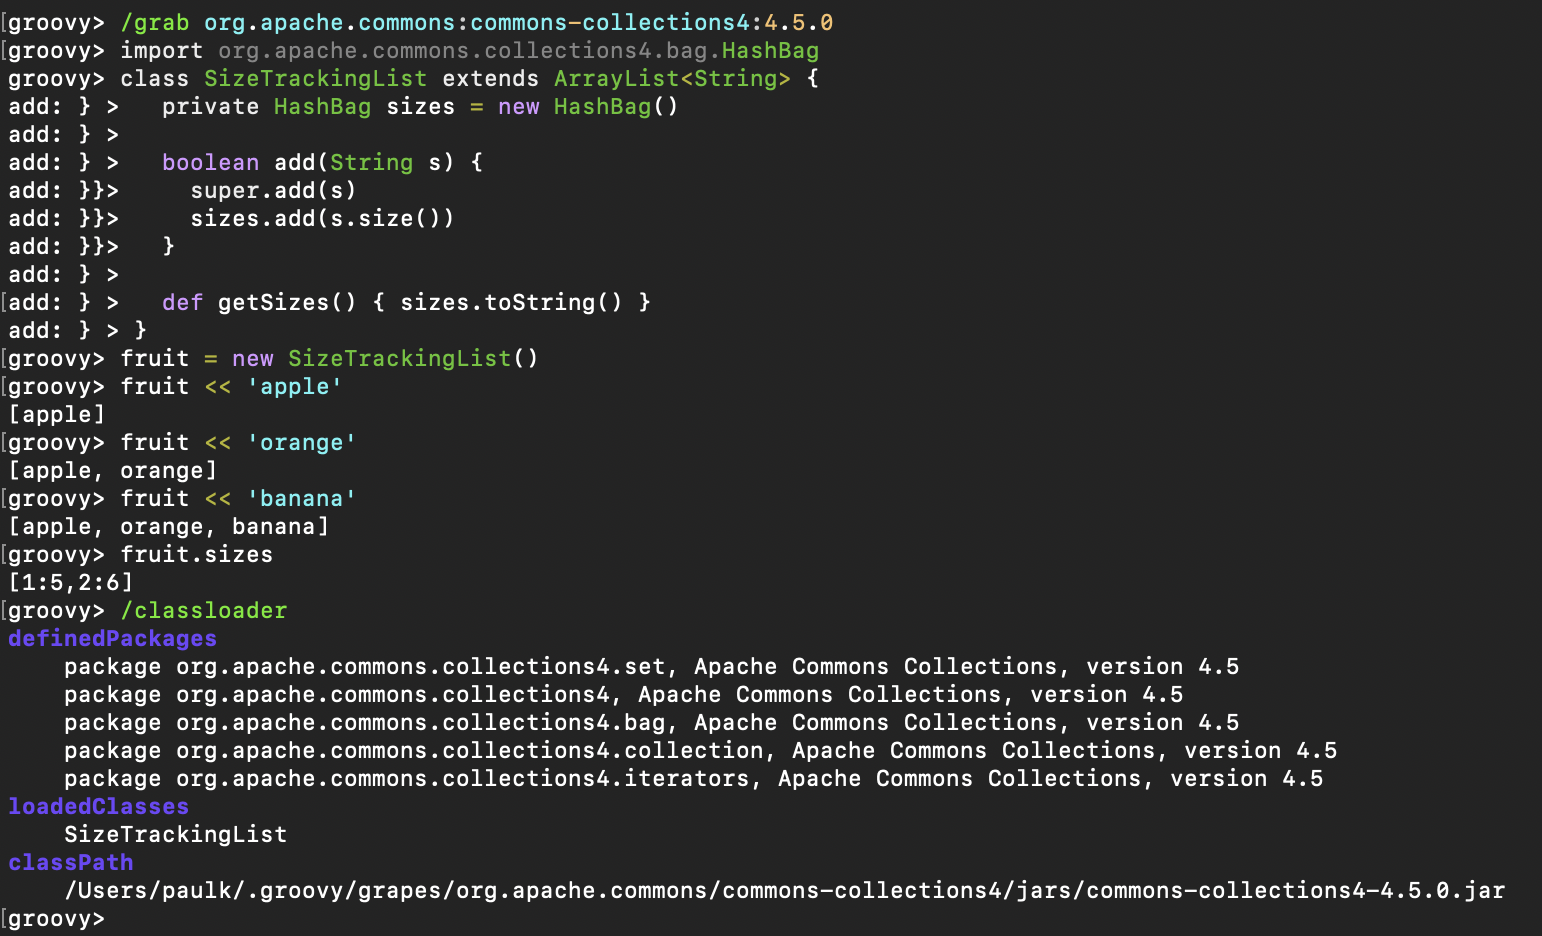 groovy> /grab org.apache.commons:commons-collections4:4.5.0
groovy> import org.apache.commons.collections4.bag.HashBag
groovy> class SizeTrackingList extends ArrayList<String> {
add: } >   private HashBag sizes = new HashBag()
add: } >
add: } >   boolean add(String s) {
add: }}>     super.add(s)
add: }}>     sizes.add(s.size())
add: }}>   }
add: } >
add: } >   def getSizes() { sizes.toString() }
add: } > }
groovy> fruit = new SizeTrackingList()
groovy> fruit << 'apple'
[apple]
groovy> fruit << 'orange'
[apple, orange]
groovy> fruit << 'banana'
[apple, orange, banana]
groovy> fruit.sizes
[1:5,2:6]
groovy> /classloader
definedPackages
    package org.apache.commons.collections4.set, Apache Commons Collections, version 4.5
    package org.apache.commons.collections4, Apache Commons Collections, version 4.5
    package org.apache.commons.collections4.bag, Apache Commons Collections, version 4.5
    package org.apache.commons.collections4.collection, Apache Commons Collections, version 4.5
    package org.apache.commons.collections4.iterators, Apache Commons Collections, version 4.5
loadedClasses
    SizeTrackingList
classPath
    /Users/paulk/.groovy/grapes/org.apache.commons/commons-collections4/jars/commons-collections4-4.5.0.jar
groovy>